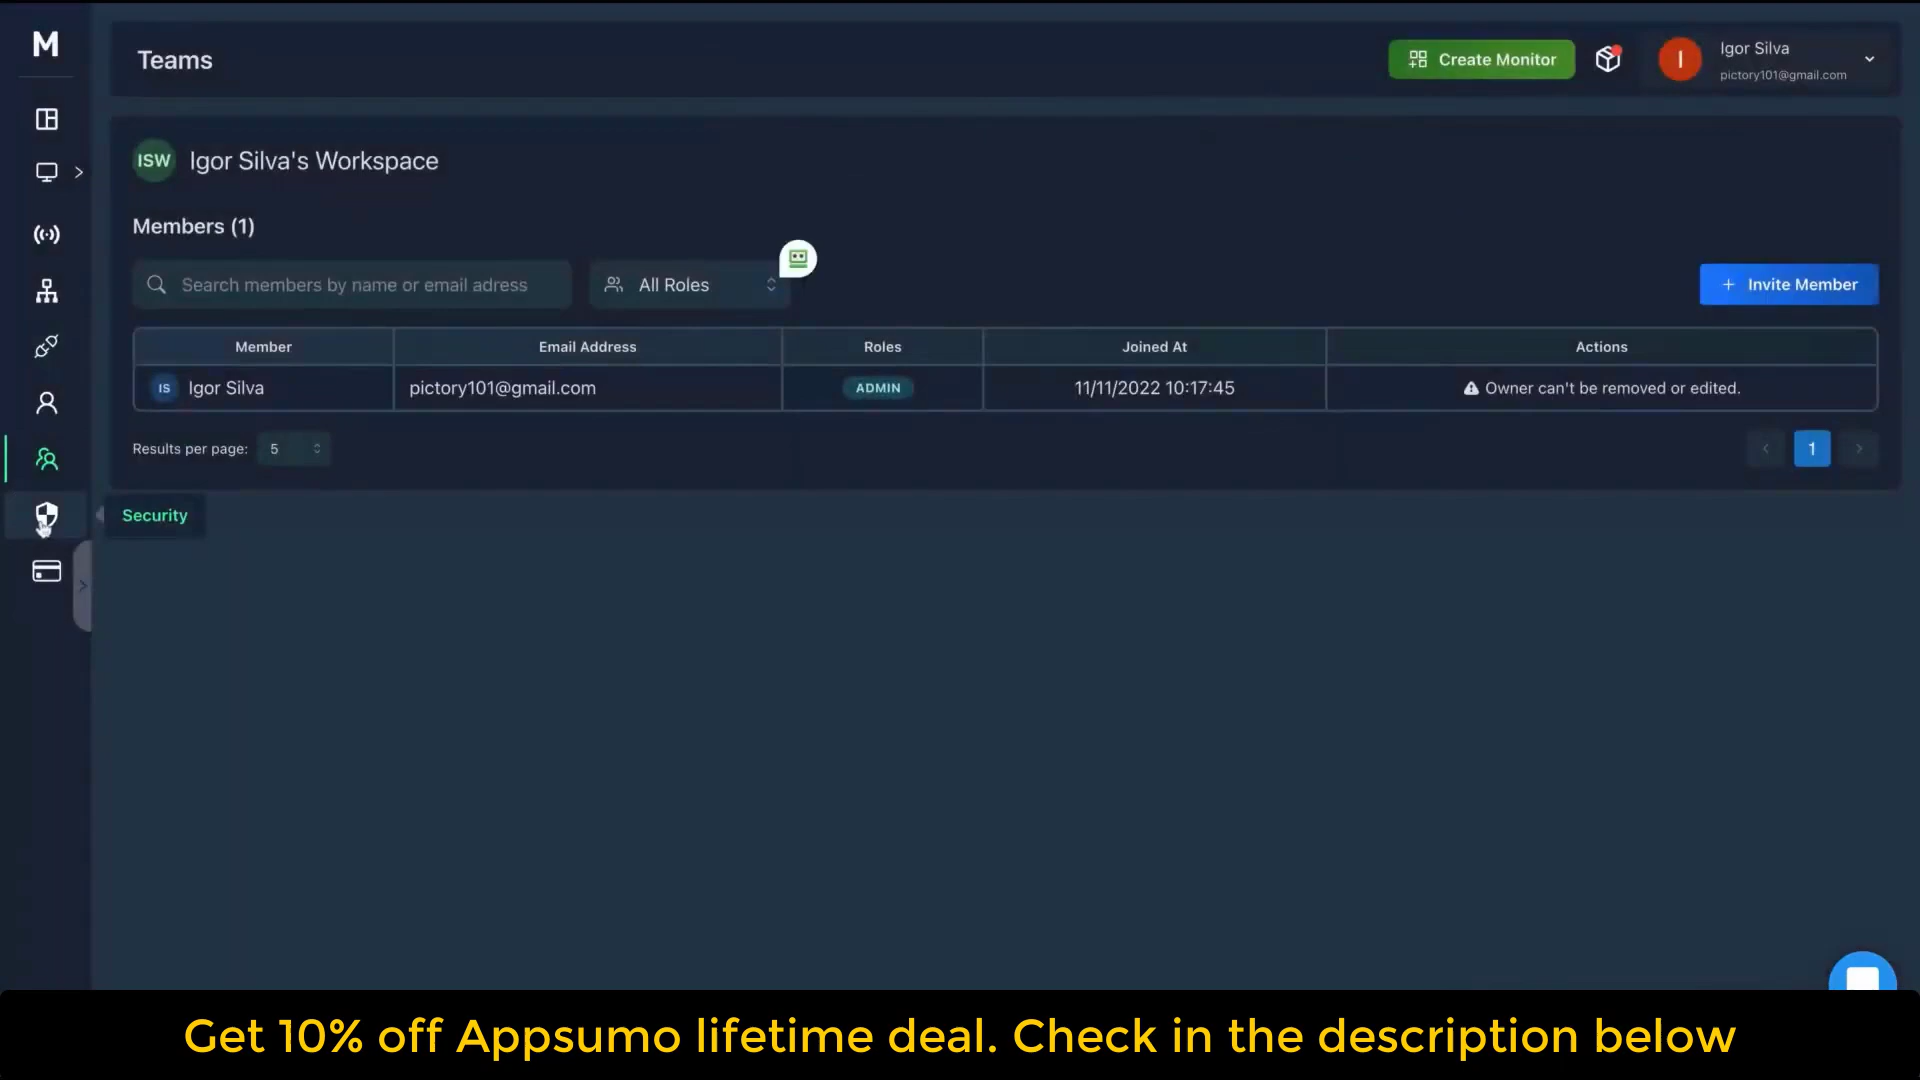 M
Teams
Create Monitor
I
Igor Silva
pictory101@gmail.com
ISW
Igor Silva's Workspace
Members (1)
Search members by name or email adress
All Roles
+ Invite Member
Member
Email Address
Roles
Joined At
Actions
IS
Igor Silva
pictory101@gmail.com
ADMIN
11/11/2022 10:17:45
Owner can't be removed or edited.
Results per page:
5
1
Security
Get 10% off Appsumo lifetime deal. Check in the description below